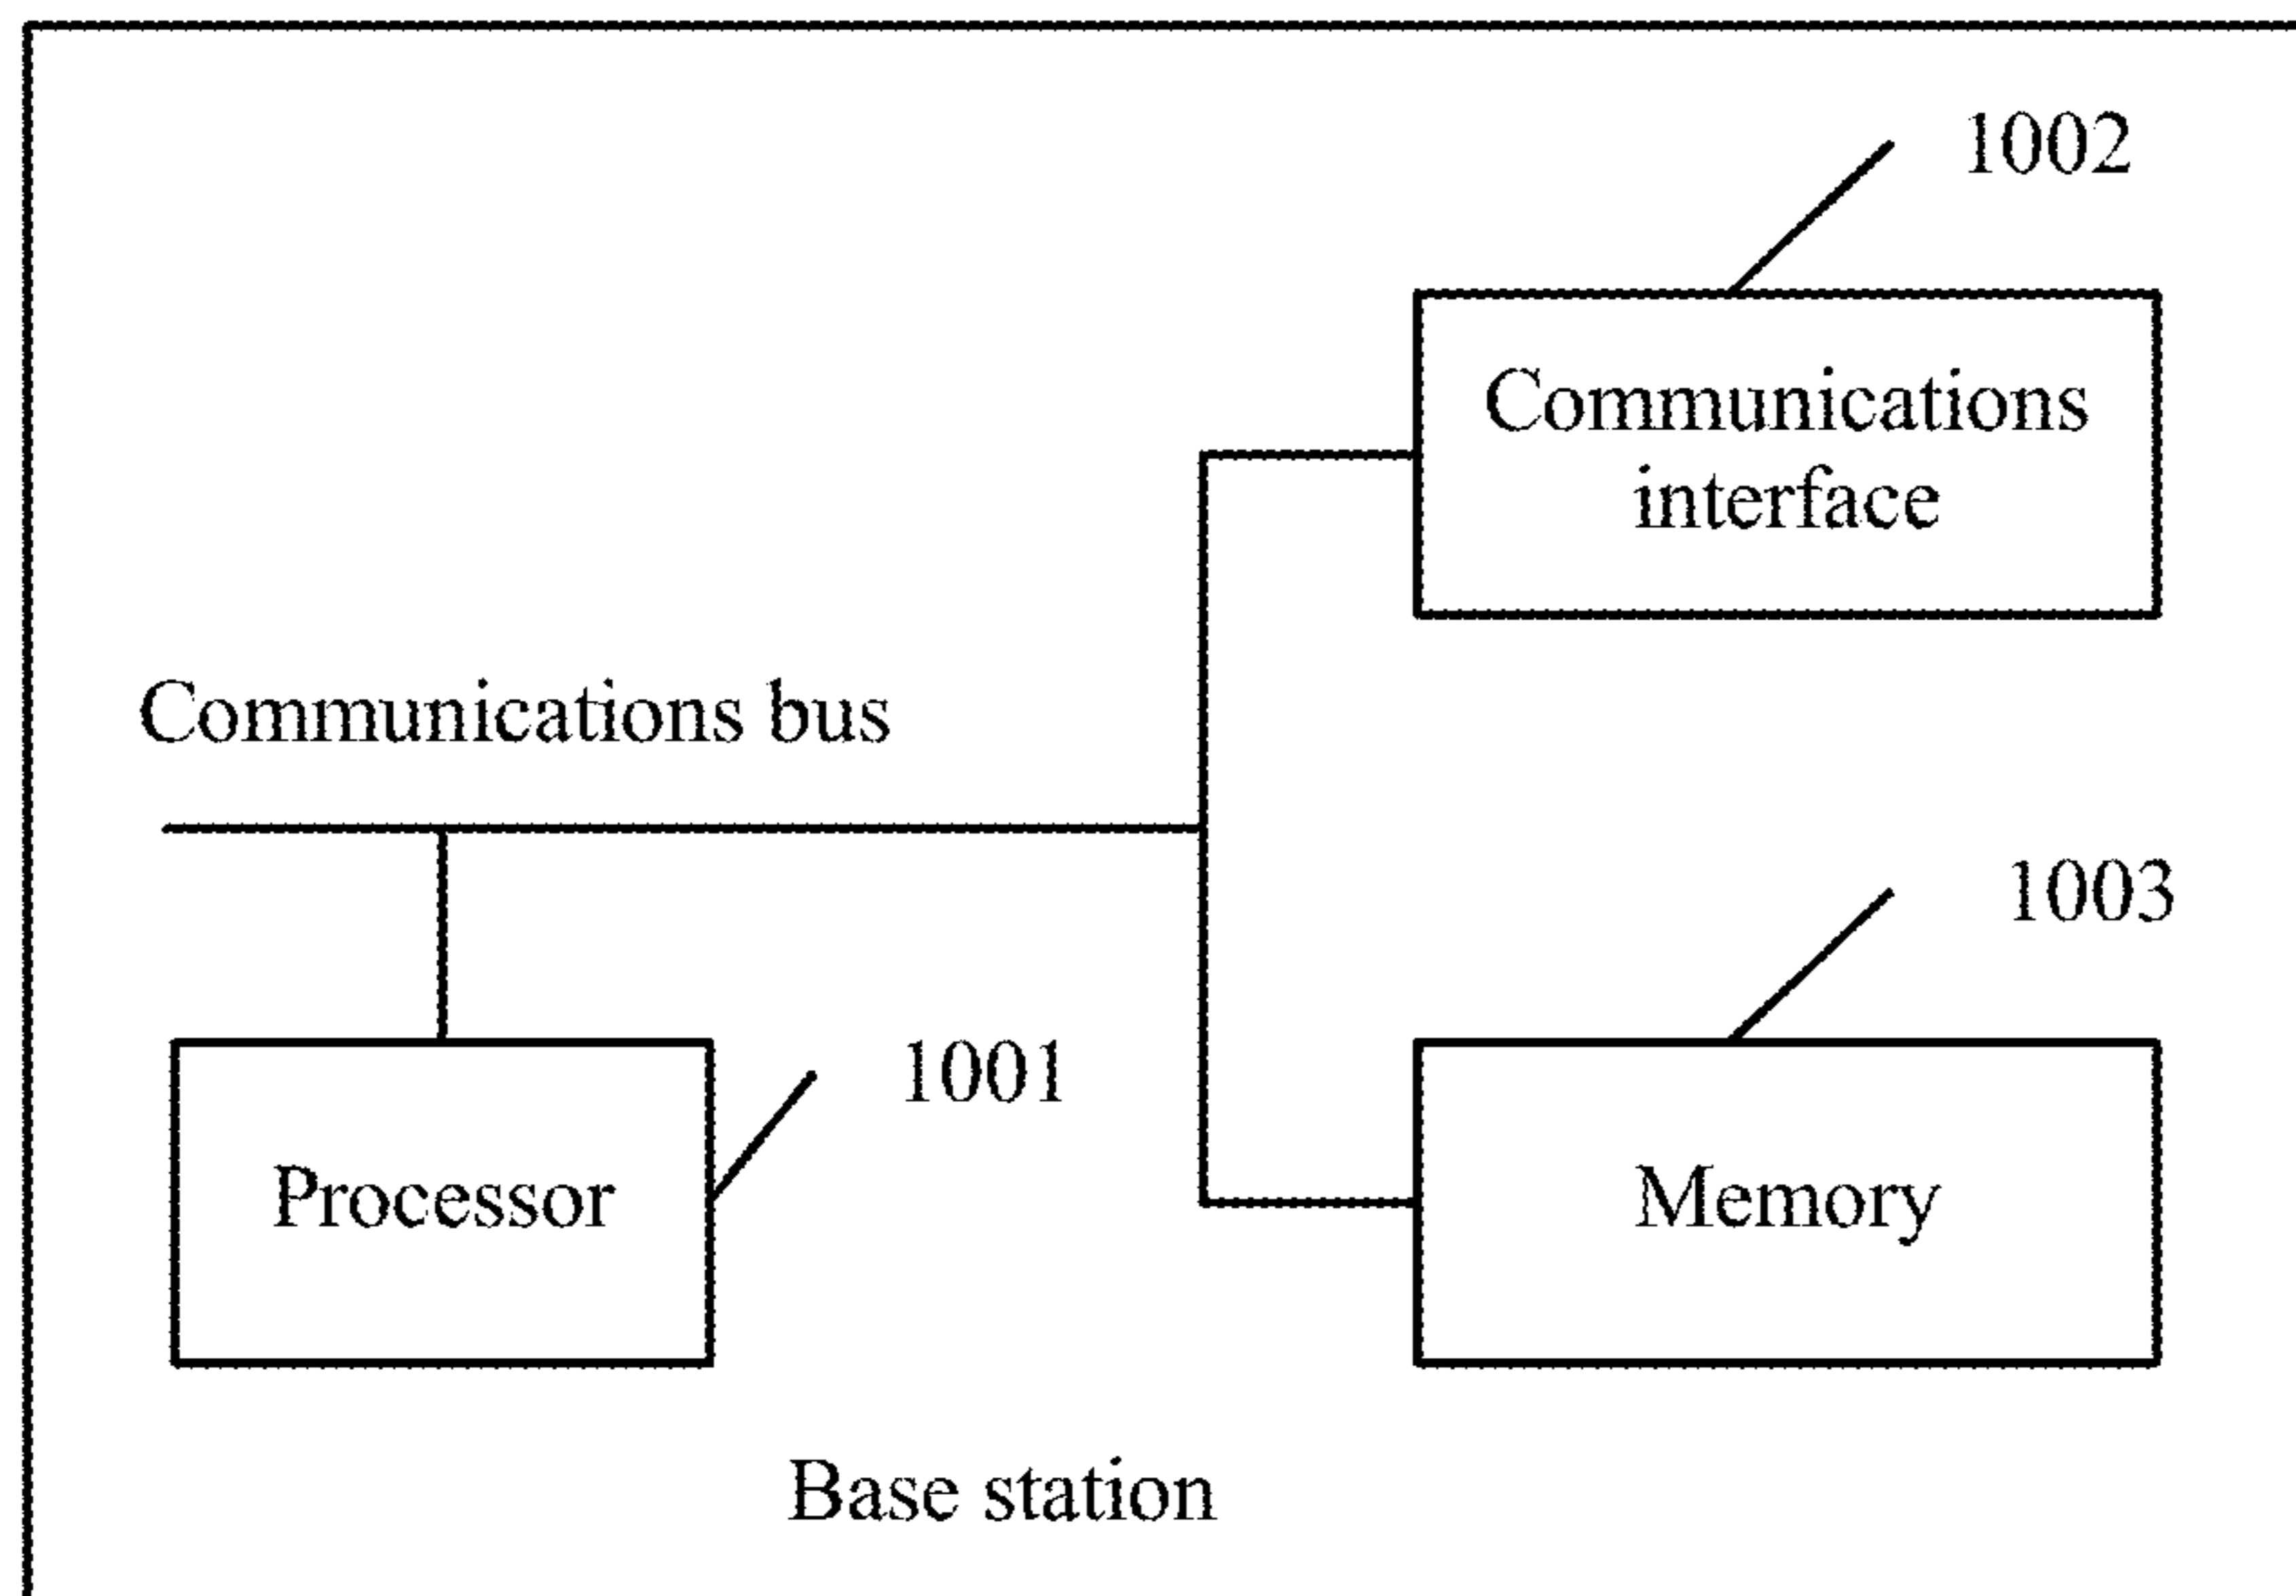 1002
Communications
interface
Communications bus
1003
1001
Processor
Memory
Base station